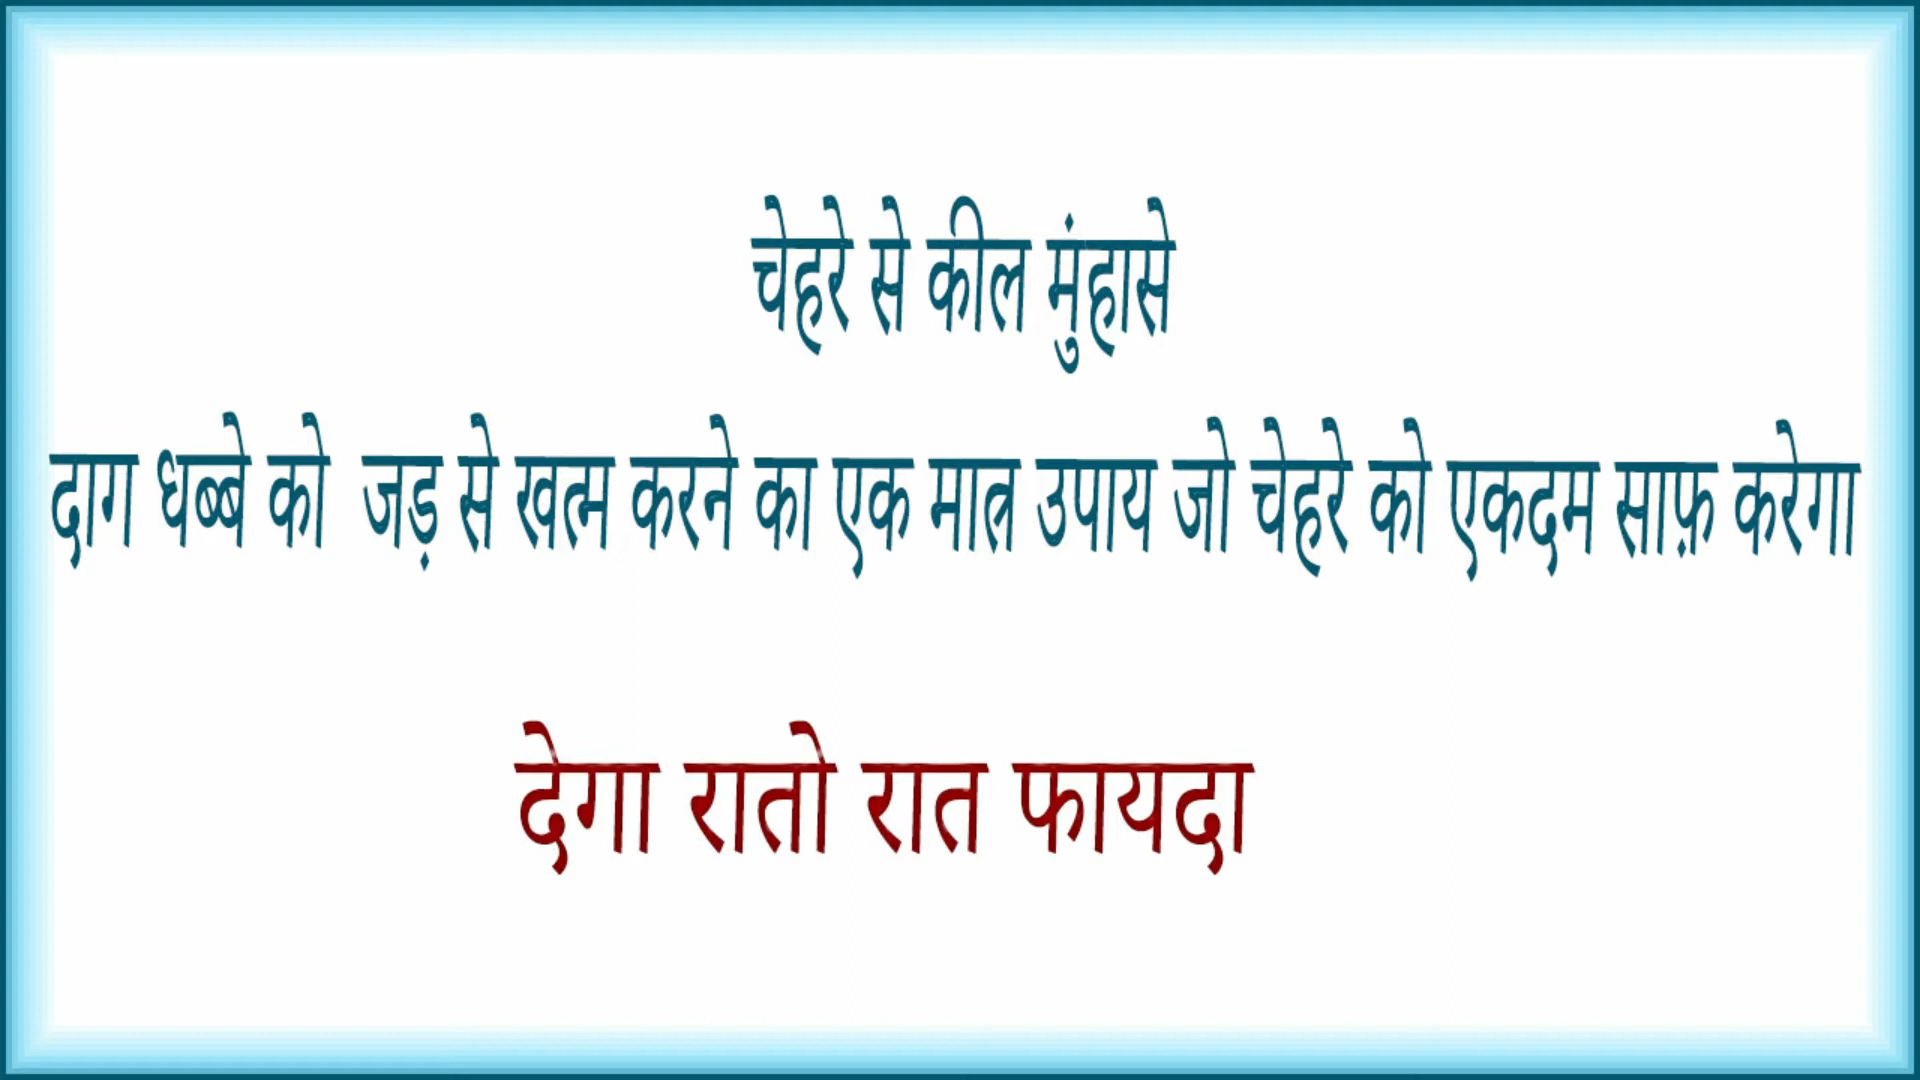 चेहरे से कील मुंहासे
दाग धब्बे को जड़ से खत्म करने का एक मात्र उपाय जो चेहरे को एकदम साफ़ करेगा
देगा रातो रात फायदा